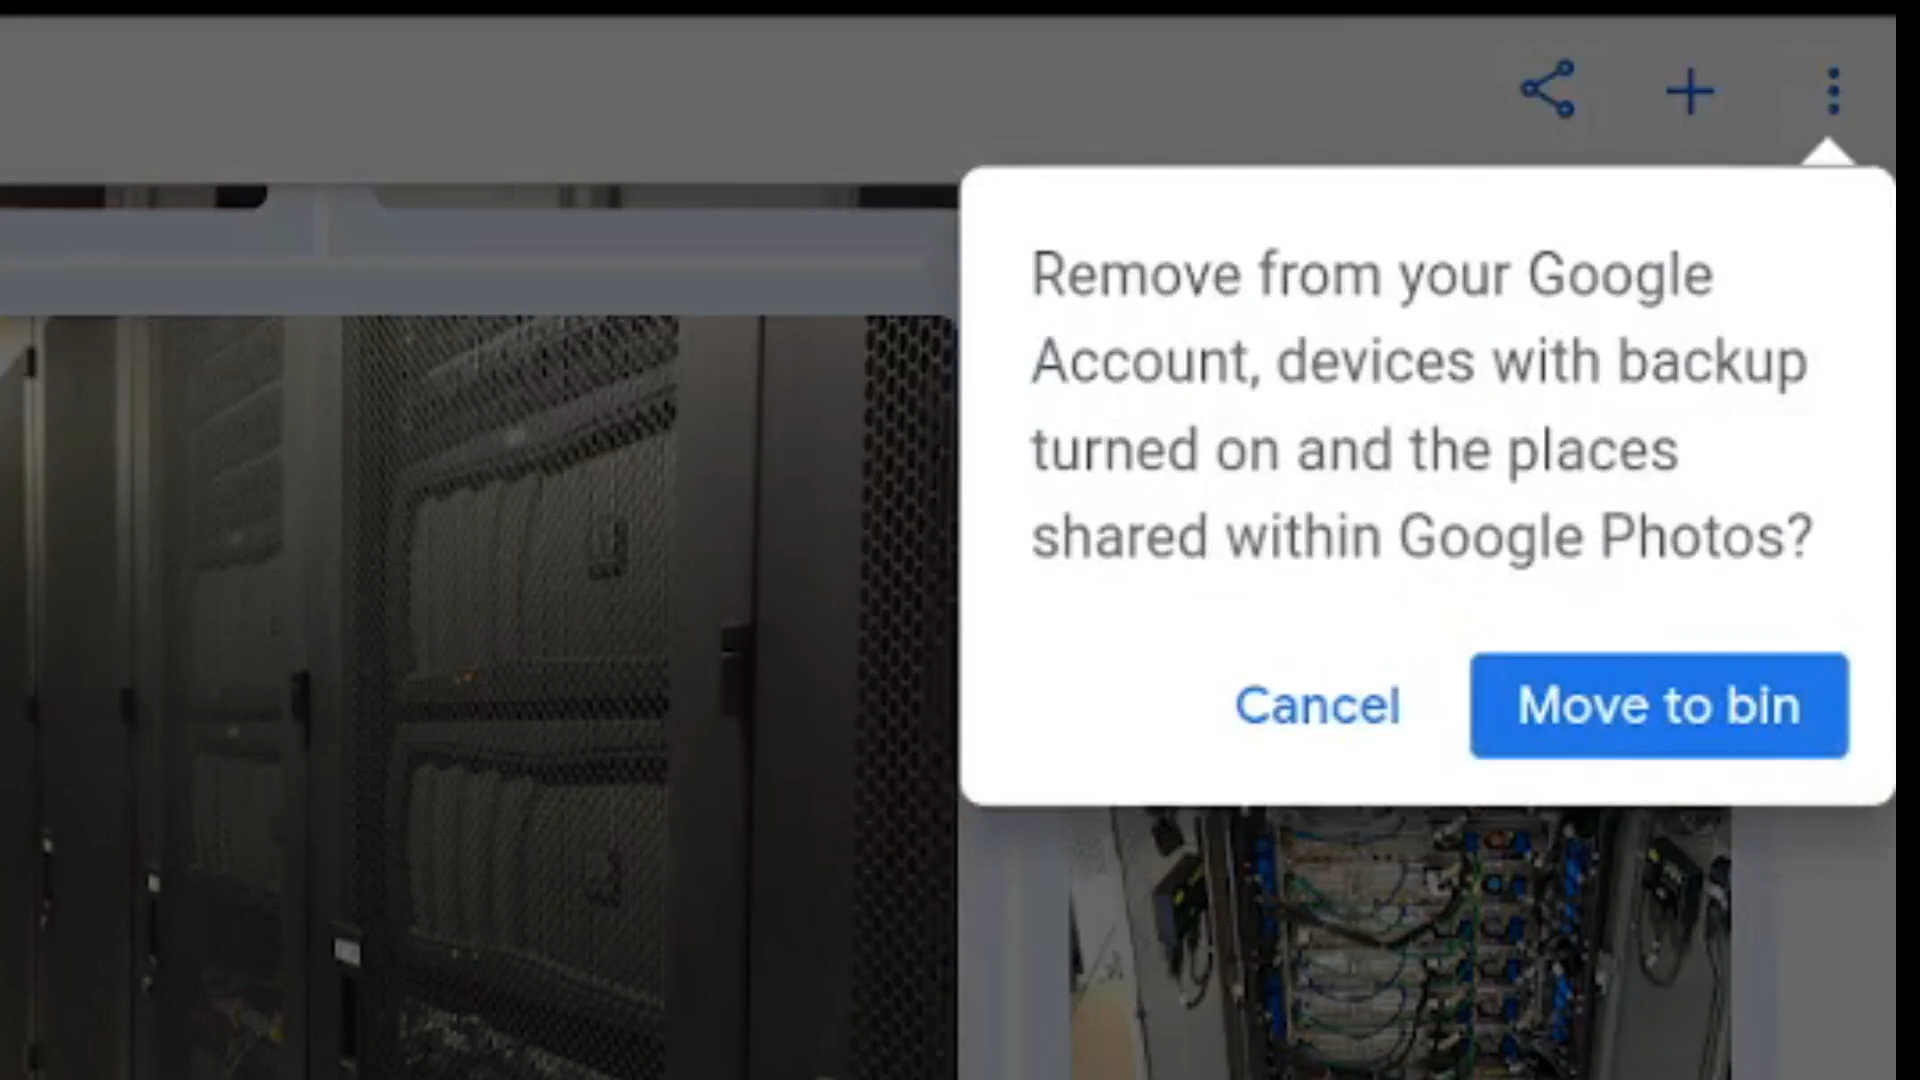 Remove from your Google
Account, devices with backup
turned on and the places
shared within Google Photos?
Cancel
Move to bin